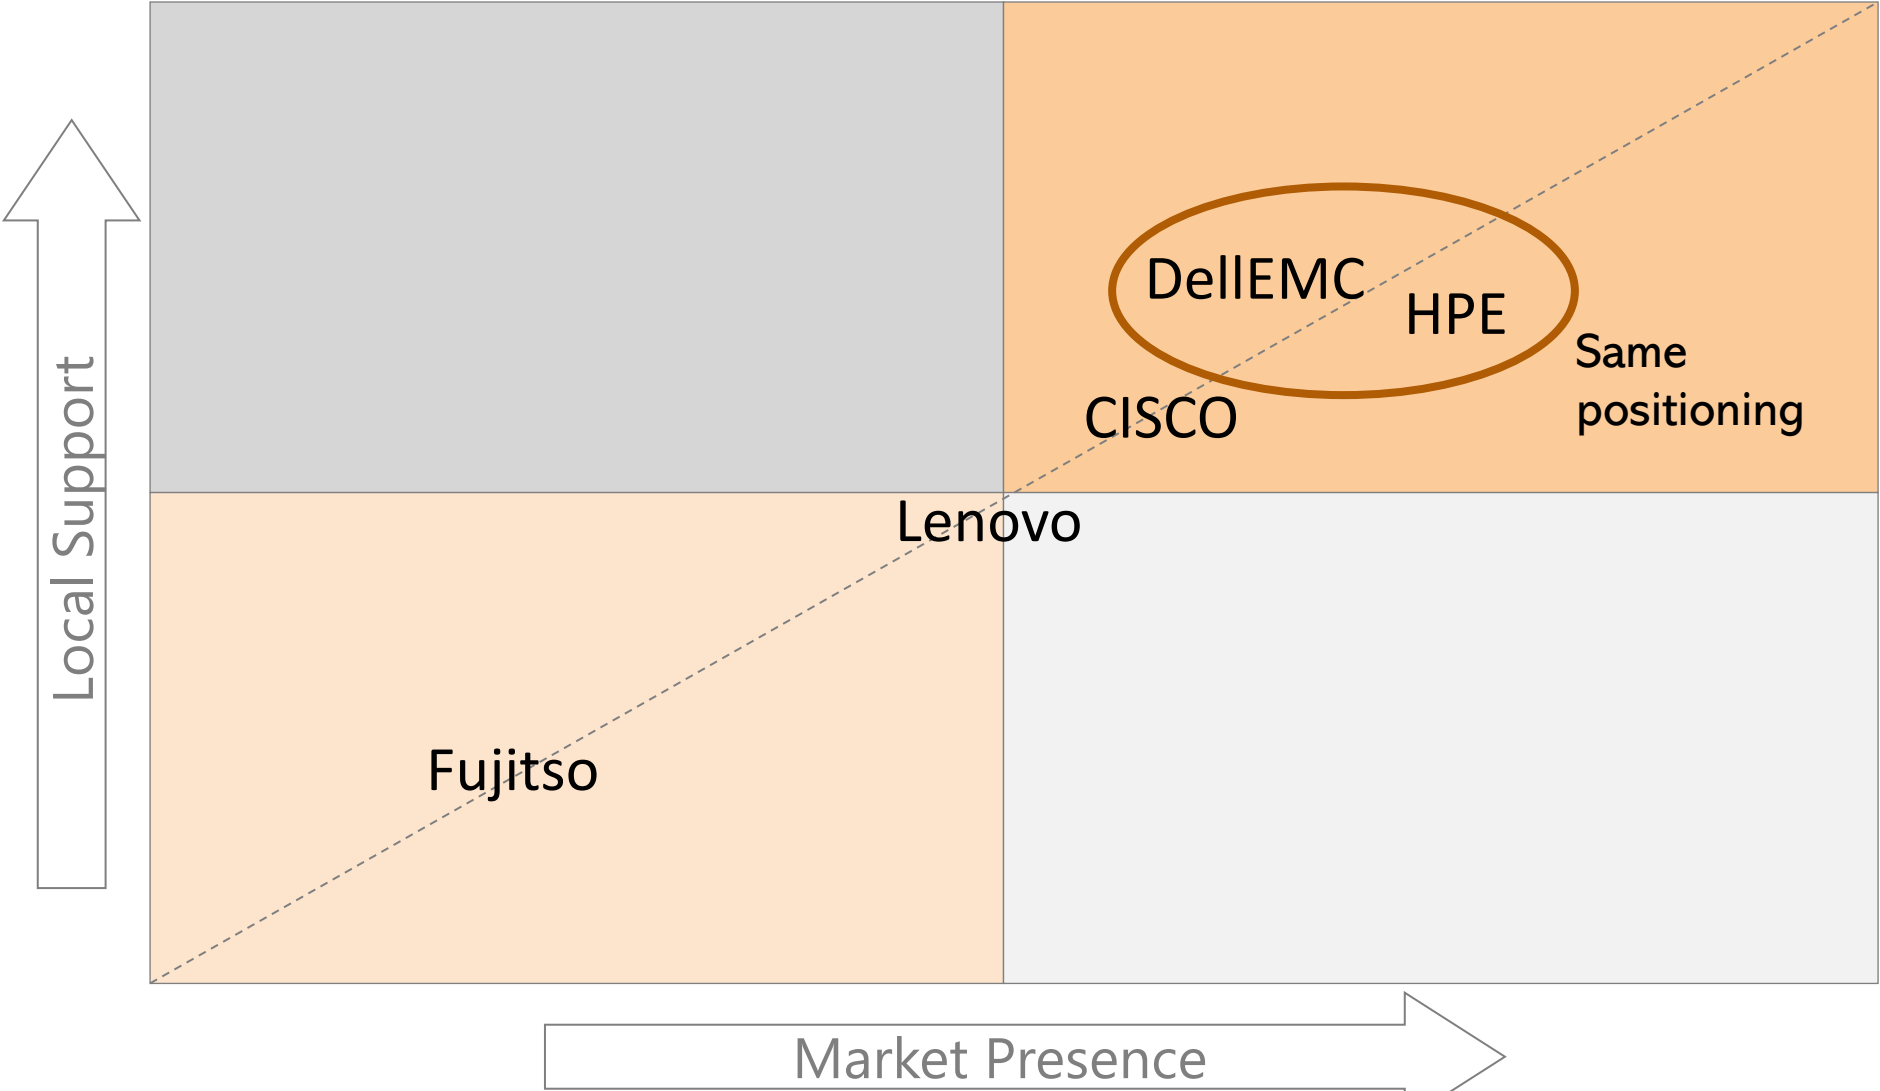 DellEMC
HPE
Same
positioning
CISCO
Lenovo
Fujitso
Local Support
Market Presence